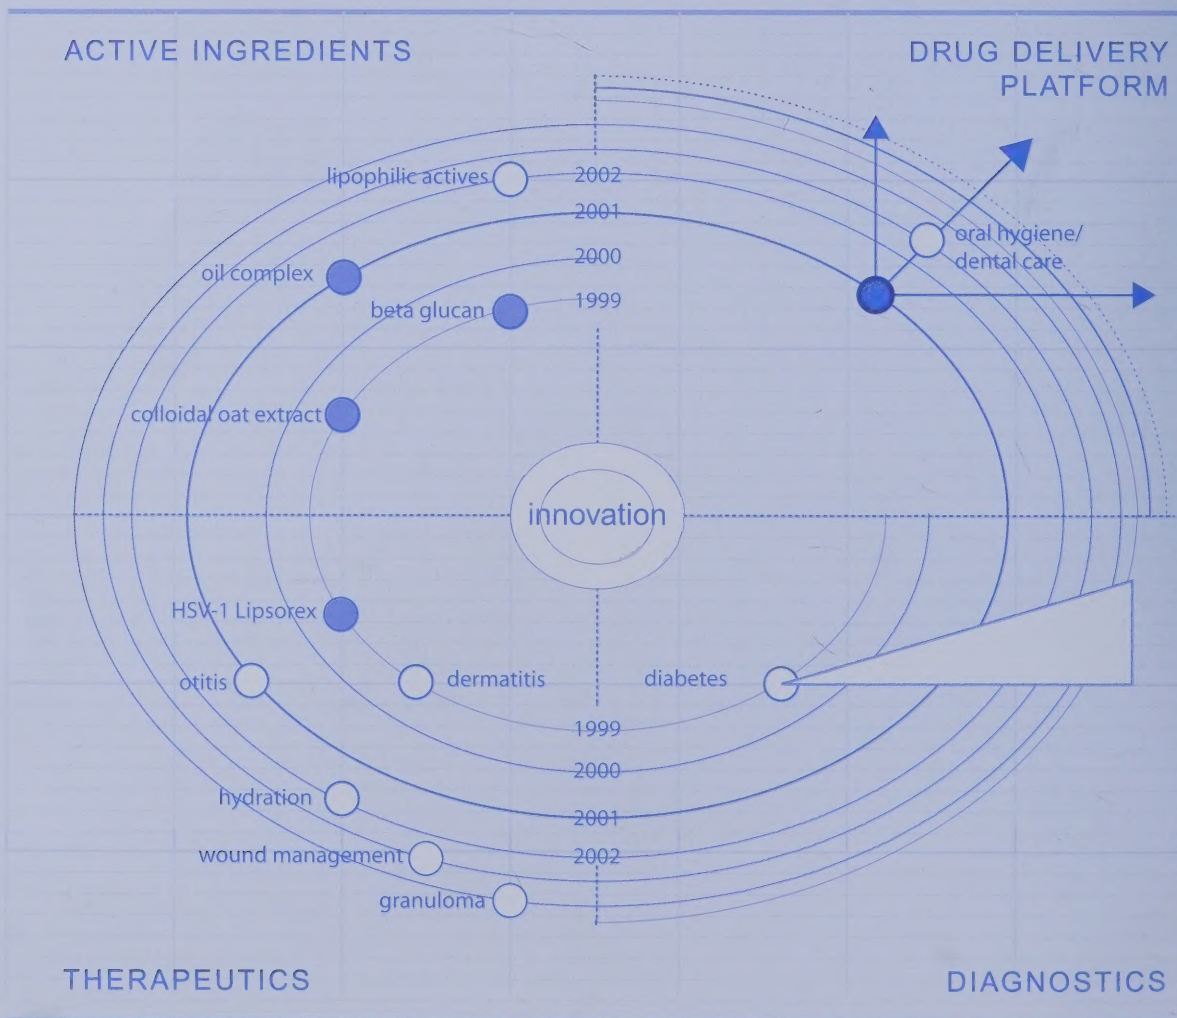 ACTIVE INGREDIENTS
DRUG DELIVERY
PLATFORM
lipophilic actives
2002
2001
oral hygiene/
dental care
oil complex
2000
beta glucan
1999
colloidal oat extract
innovation
HSV-1 Lipsorex
otitis
dermatitis
diabetes
1999
2000
hydration
2001
wound management
2002
granuloma
THERAPEUTICS
DIAGNOSTICS